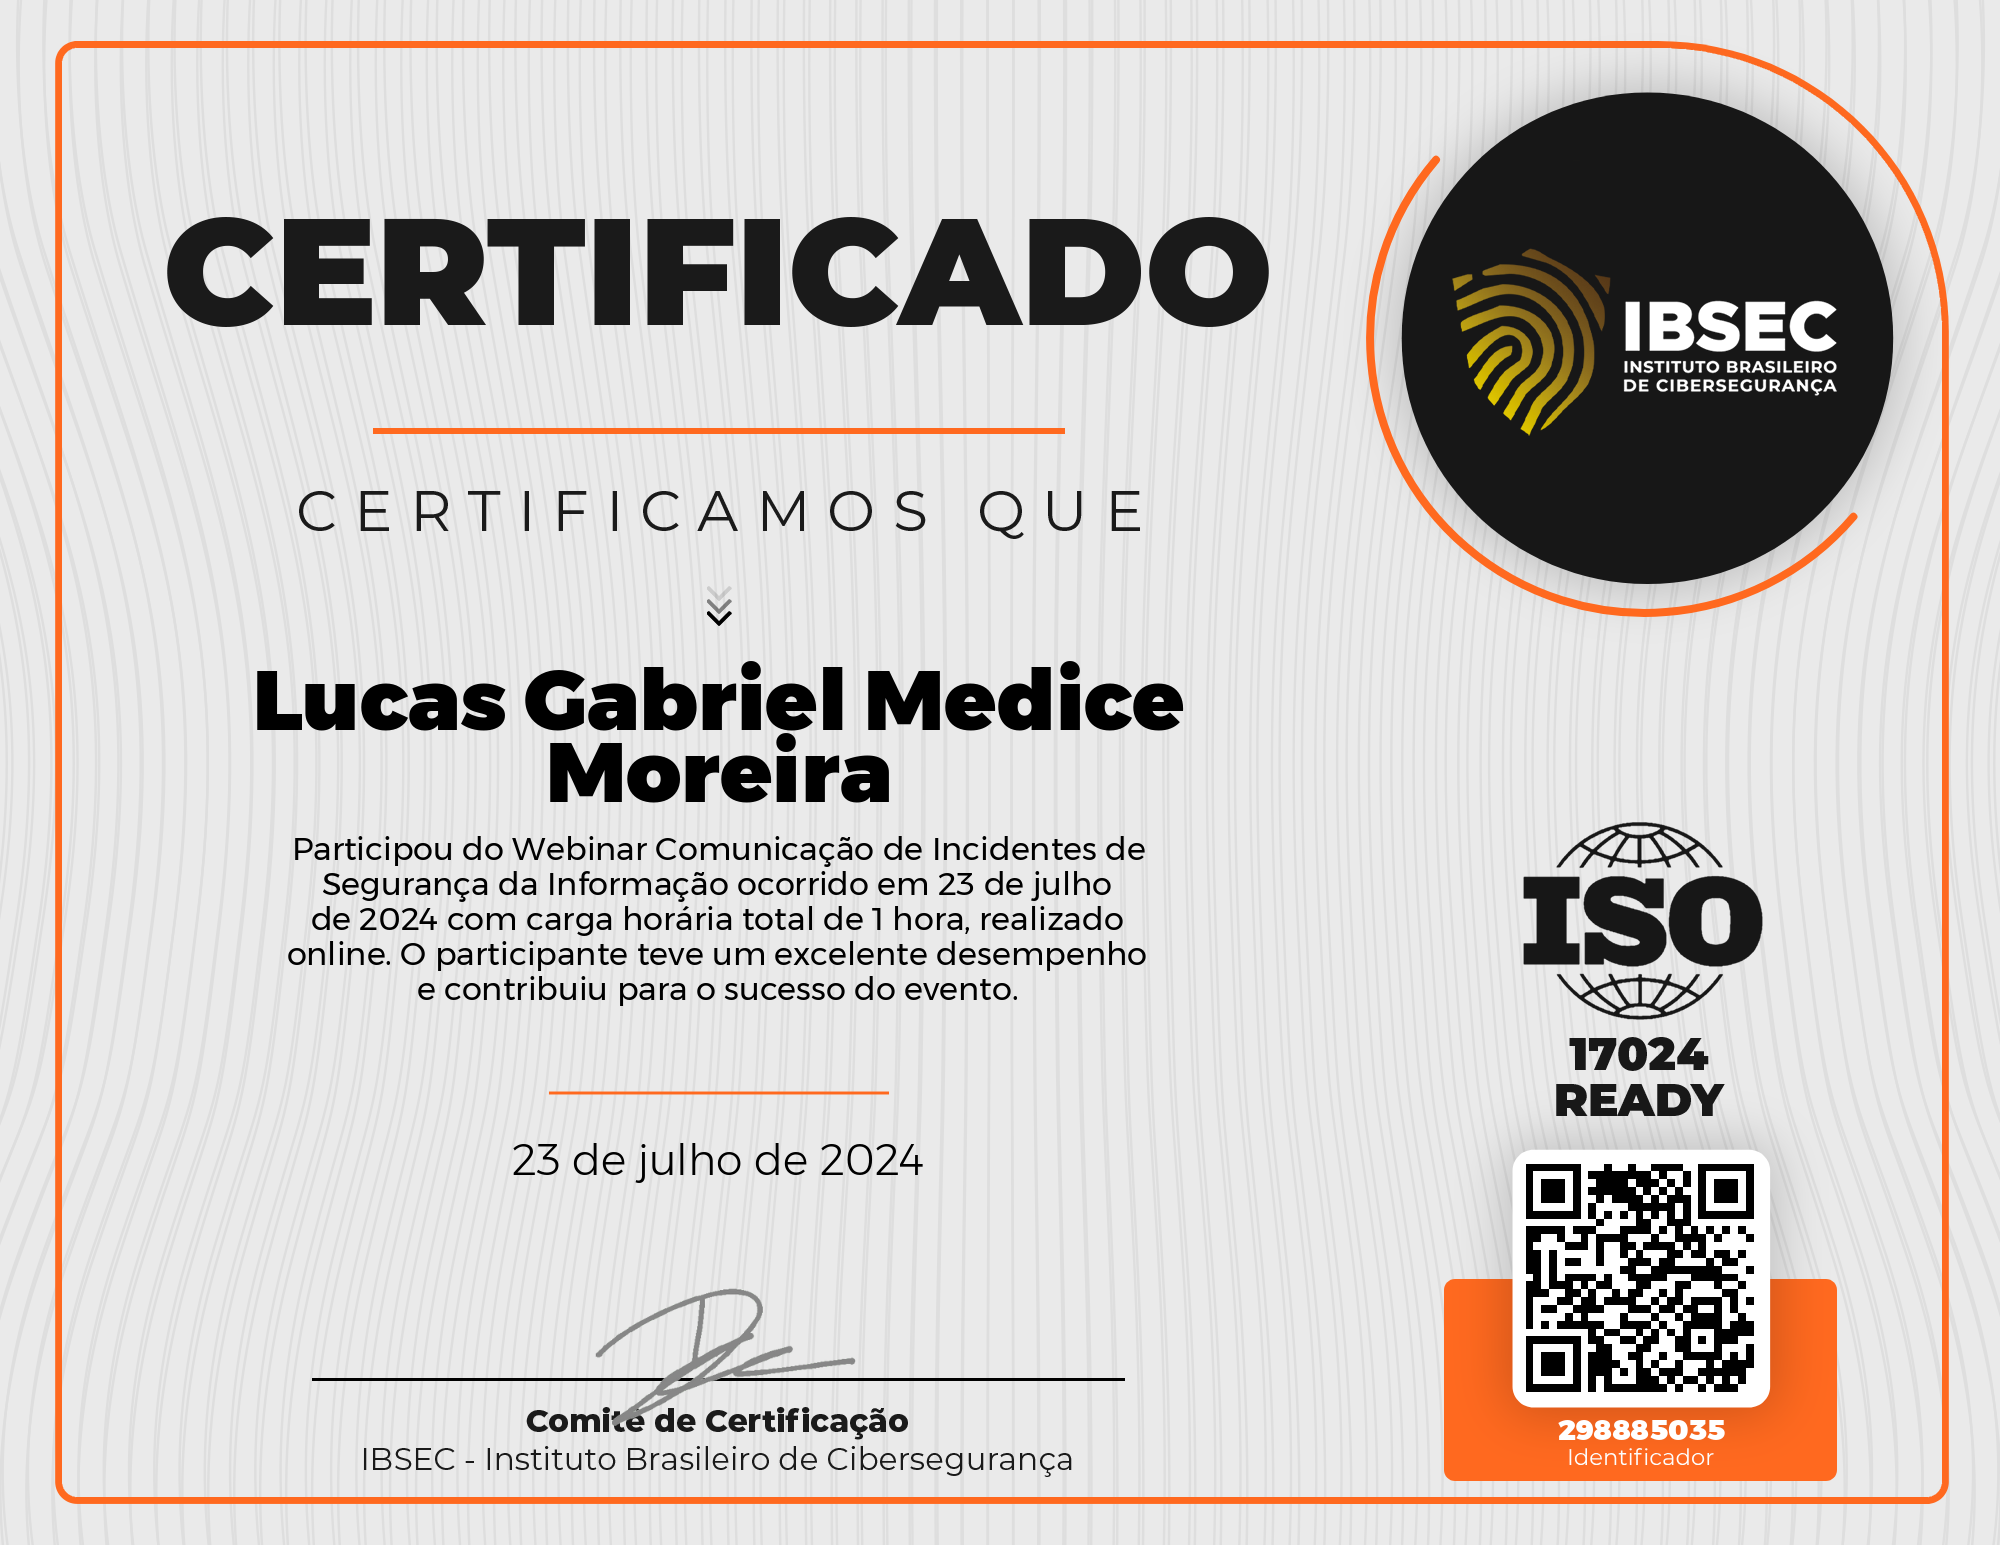 CERTIFICADO
IBSEC
INSTITUTO BRASILEIRO
DE CIBERSEGURANÇA
CERTIFICAMOS QUE
Lucas Gabriel Medice
Moreira
Participou do Webinar Comunicação de Incidentes de
Segurança da Informação ocorrido em 23 de julho
de 2024 com carga horária total de 1 hora, realizado
online. O participante teve um excelente desempenho
e contribuiu para o sucesso do evento.
23 de julho de 2024
Comitê de Certificação
IBSEC - Instituto Brasileiro de Cibersegurança
ISO
17024
READY
298885035
Identificador